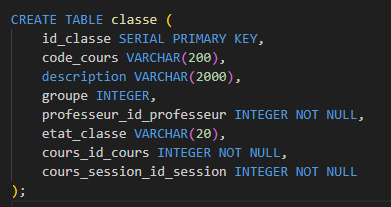 CREATE TABLE classe (
id_classe SERIAL PRIMARY KEY,
code_cours VARCHAR(200),
description VARCHAR(2000),
groupe INTEGER,
professeur_id_professeur INTEGER NOT NULL,
etat_classe VARCHAR(20),
cours_id_cours INTEGER NOT NULL,
cours_session_id_session INTEGER NOT NULL
);